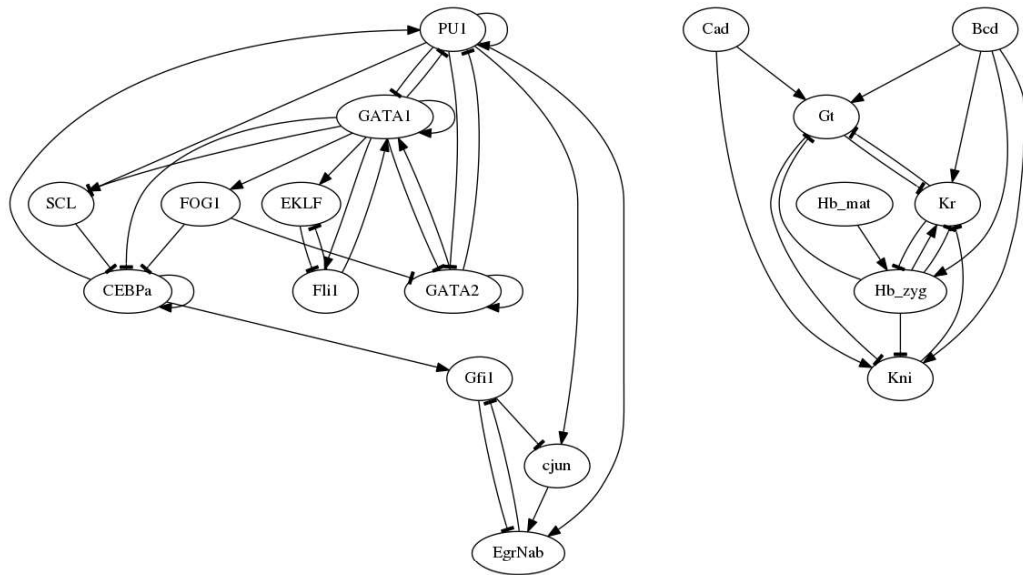 PU1
GATA1
SCL
FOG1
EKLF
CEBPa
Fli1
GATA2
Gfi1
cjun
EgrNab
Cad
Bcd
Gt
Hb_mat
Kr
Hb_zyg
Kni